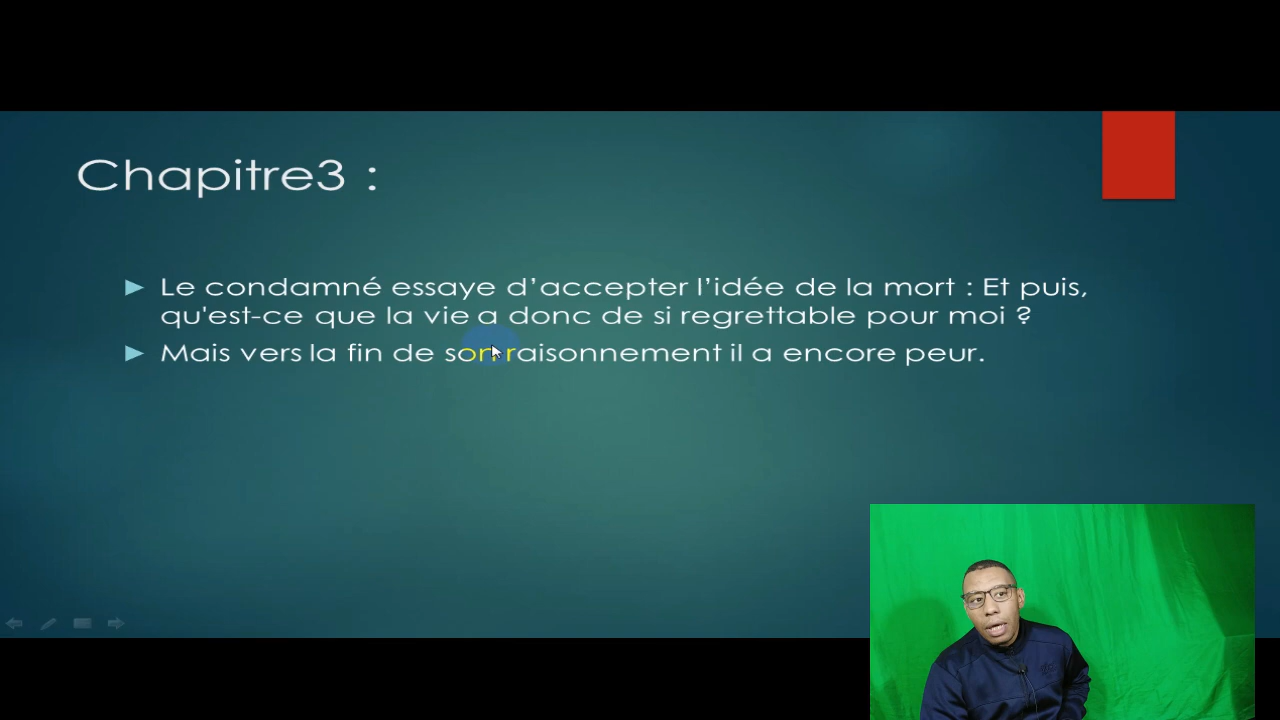 Chapitre3 :
Le condamné essaye d’accepter l’idée de la mort : Et puis,
qu'est-ce que la vie a donc de si regrettable pour moi ?
Mais vers la fin de son raisonnement il a encore peur.